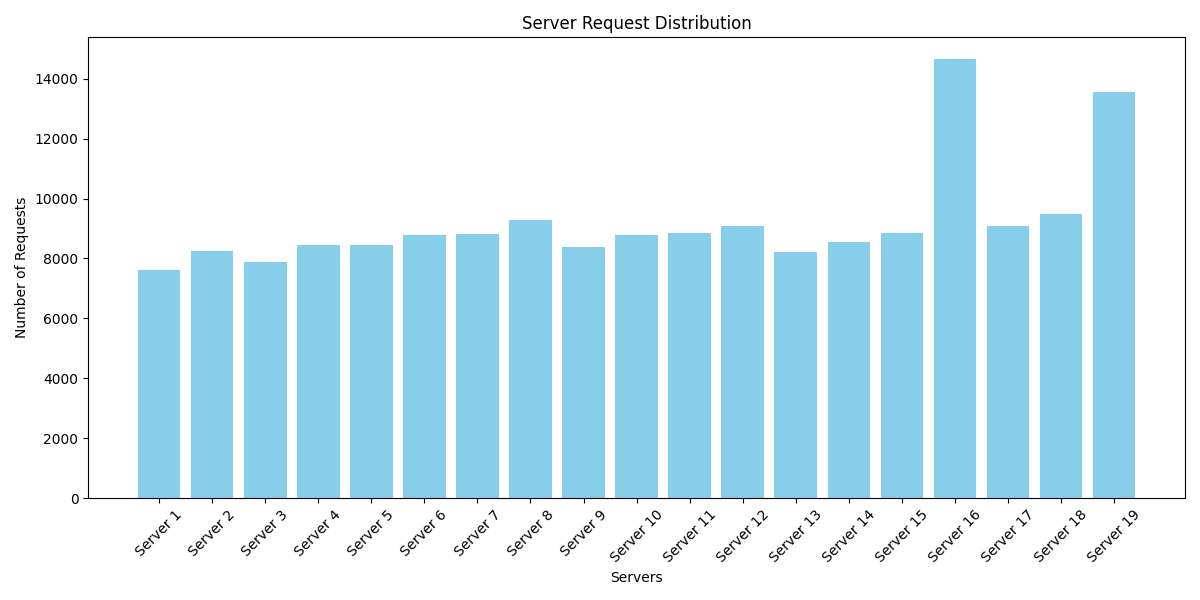 Server Request Distribution
Number of Requests
14000
12000
10000
8000
6000
4000
2000
0
Server 1
Server 2
Server 3
Server 4
Server 5
Server 6
Server 7
Server 8
Server 9
Server 10
Server 11
Server 12
Server 13
Server 14
Server 15
Server 16
Server 17
Server 18
Server 19
Servers